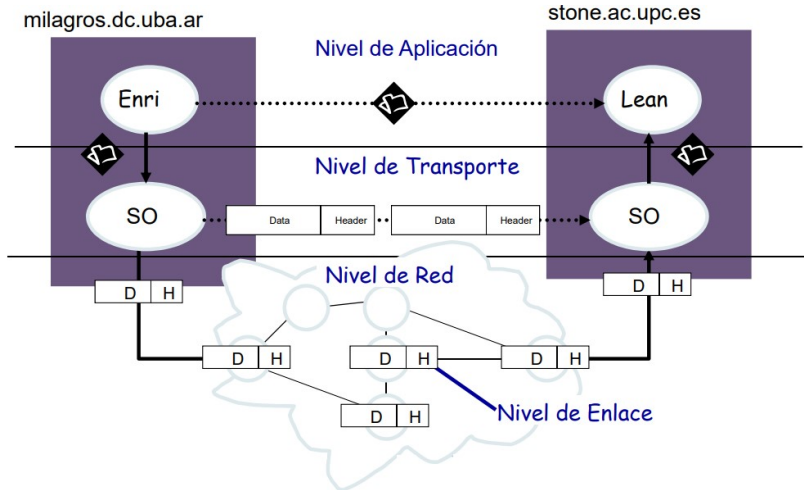 milagros.dc.uba.ar
stone.ac.upc.es
Nivel de Aplicación
Enri
Lean
Nivel de Transporte
SO
Data Header Data Header
SO
Nivel de Red
D H
D H
D H
D H
D H
D H
Nivel de Enlace